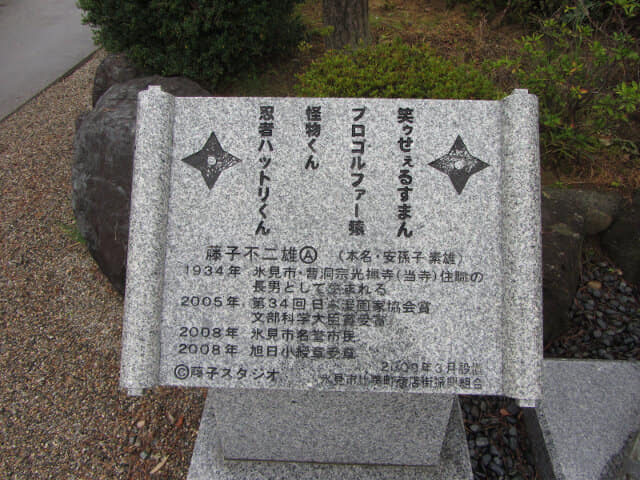 笑ゥせぇるすまん
プロゴルファー猿
怪物くん
忍者ハットリくん
藤子不二雄Ⓐ (本名・安孫子 素雄)
1934年 氷見市・曹洞宗光禅寺(当寺)住職の
長男として生まれる
2005年 第34回日本漫画家協会賞
文部科学大臣賞受賞
2008年 氷見市名誉市民
2008年 旭日小綬章受章
©藤子スタジオ
2009年3月設置
氷見市比美町商店街振興組合